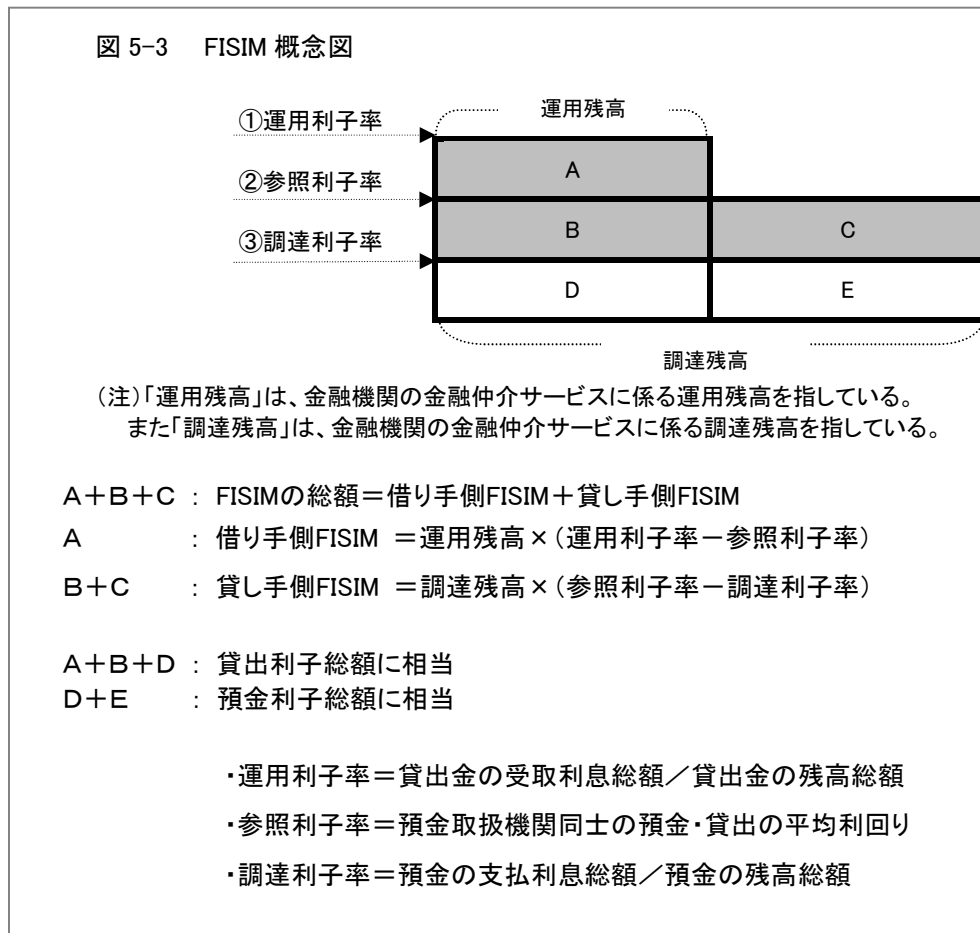 図 5-3　FISIM 概念図
運用残高
①運用利子率
A
②参照利子率
B
C
③調達利子率
D
E
調達残高
（注）「運用残高」は、金融機関の金融仲介サービスに係る運用残高を指している。
また「調達残高」は、金融機関の金融仲介サービスに係る調達残高を指している。
A＋B＋C ： FISIMの総額＝借り手側FISIM＋貸し手側FISIM
A ： 借り手側FISIM ＝運用残高×（運用利子率－参照利子率）
B＋C ： 貸し手側FISIM ＝調達残高×（参照利子率－調達利子率）
A＋B＋D ： 貸出利子総額に相当
D＋E ： 預金利子総額に相当
・運用利子率＝貸出金の受取利息総額／貸出金の残高総額
・参照利子率＝預金取扱機関同士の預金・貸出の平均利回り
・調達利子率＝預金の支払利息総額／預金の残高総額